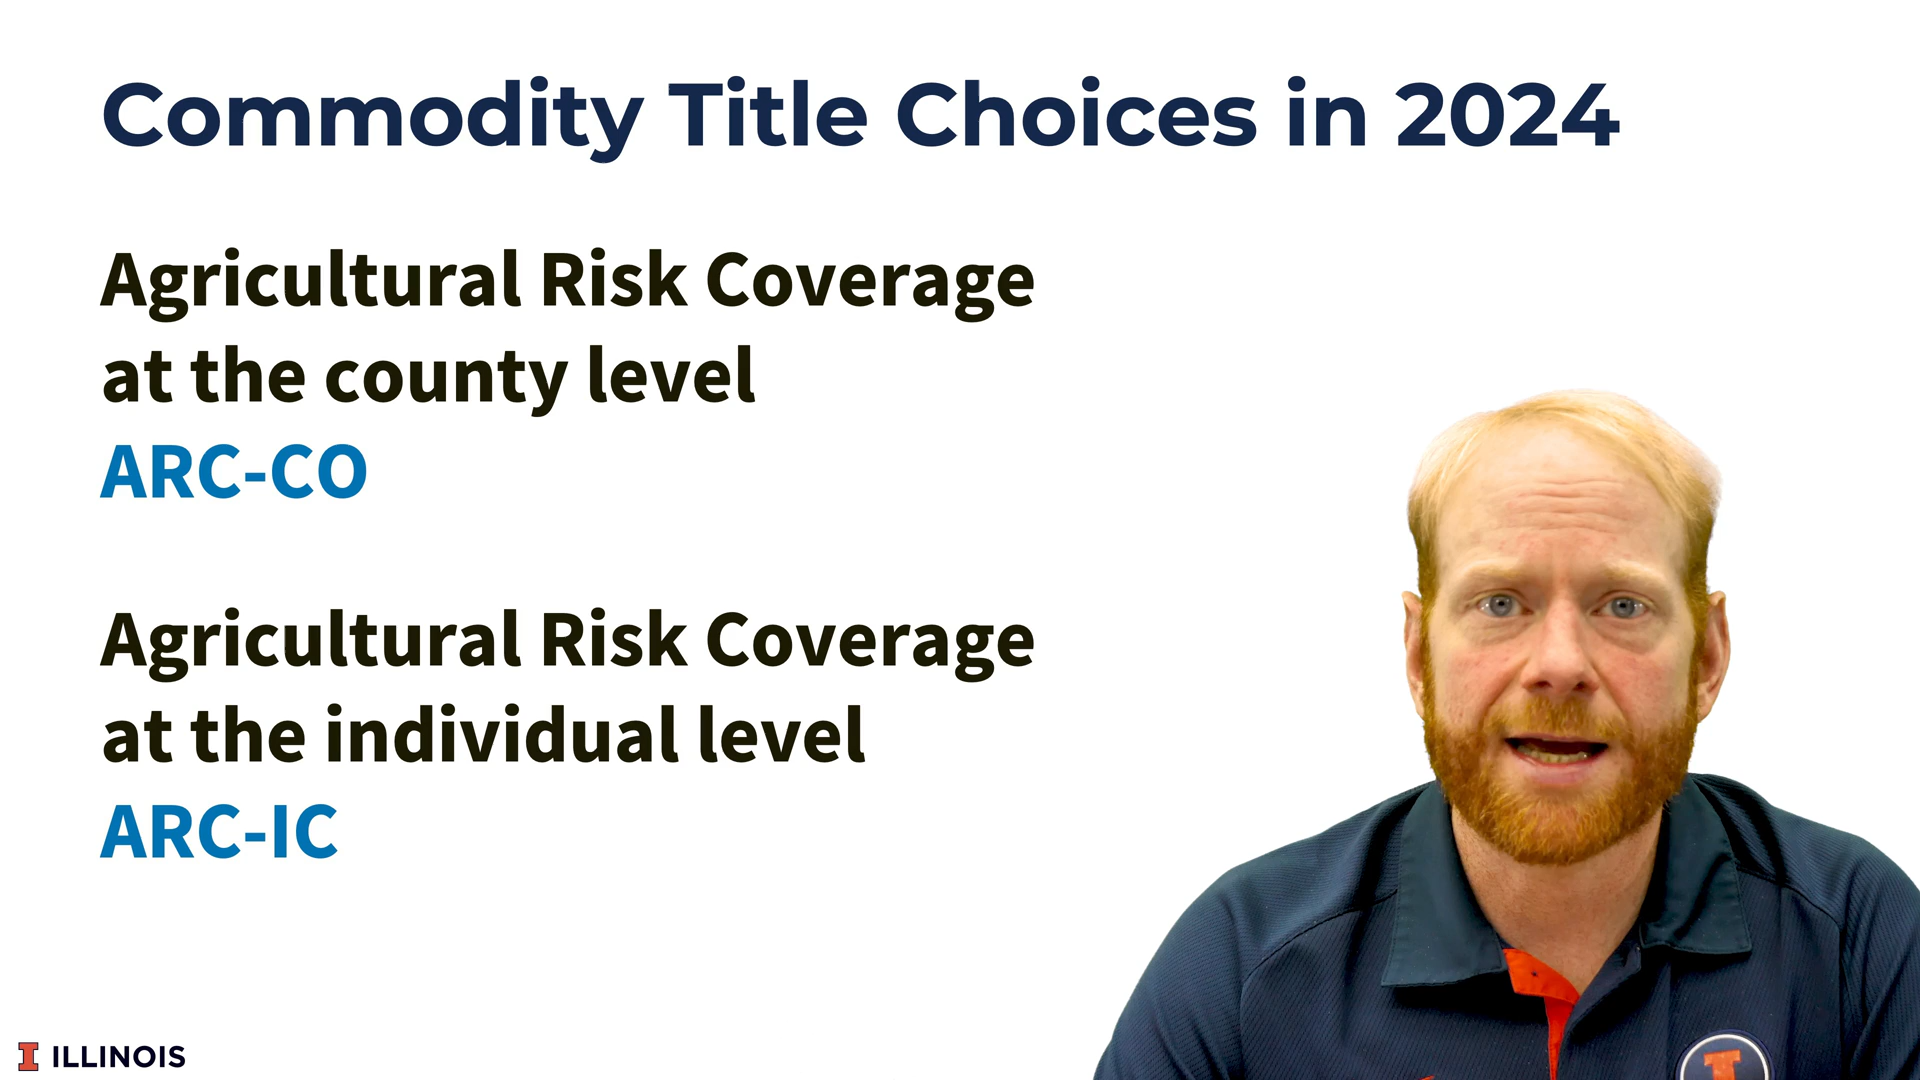 Commodity Title Choices in 2024
Agricultural Risk Coverage
at the county level
ARC-CO
Agricultural Risk Coverage
at the individual level
ARC-IC
I ILLINOIS